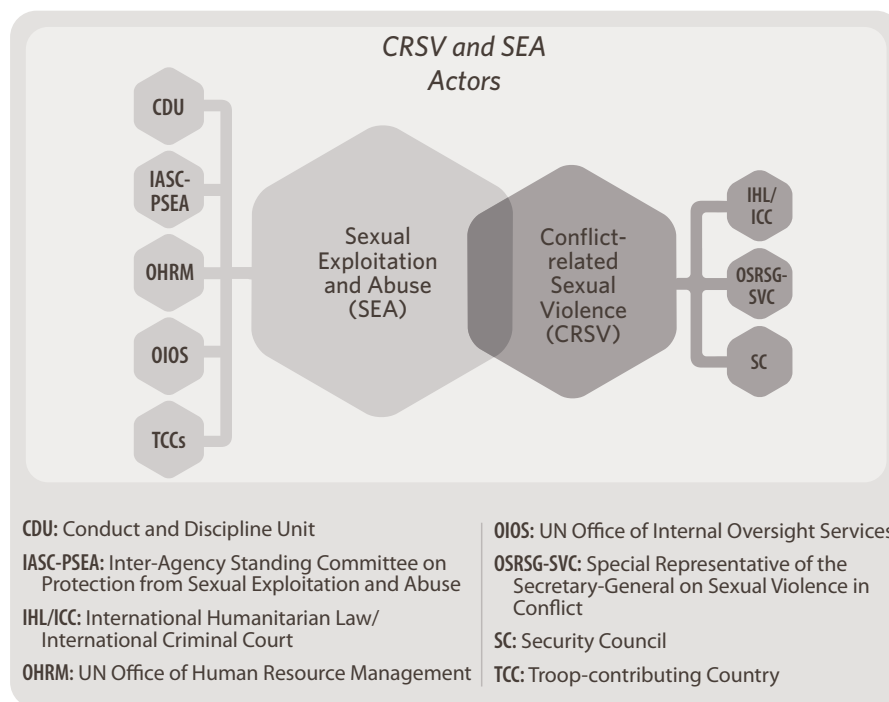 CRSV and SEA
Actors
CDU
IASC-
PSEA
OHRM
OIOS
TCCs
Sexual
Exploitation
and Abuse
(SEA)
Conflict-
related
Sexual
Violence
(CRSV)
IHL/
ICC
OSRSG-
SVC
SC
CDU: Conduct and Discipline Unit
IASC-PSEA: Inter-Agency Standing Committee on
Protection from Sexual Exploitation and Abuse
IHL/ICC: International Humanitarian Law/
International Criminal Court
OHRM: UN Office of Human Resource Management
OIOS: UN Office of Internal Oversight Services
OSRSG-SVC: Special Representative of the
Secretary-General on Sexual Violence in
Conflict
SC: Security Council
TCC: Troop-contributing Country